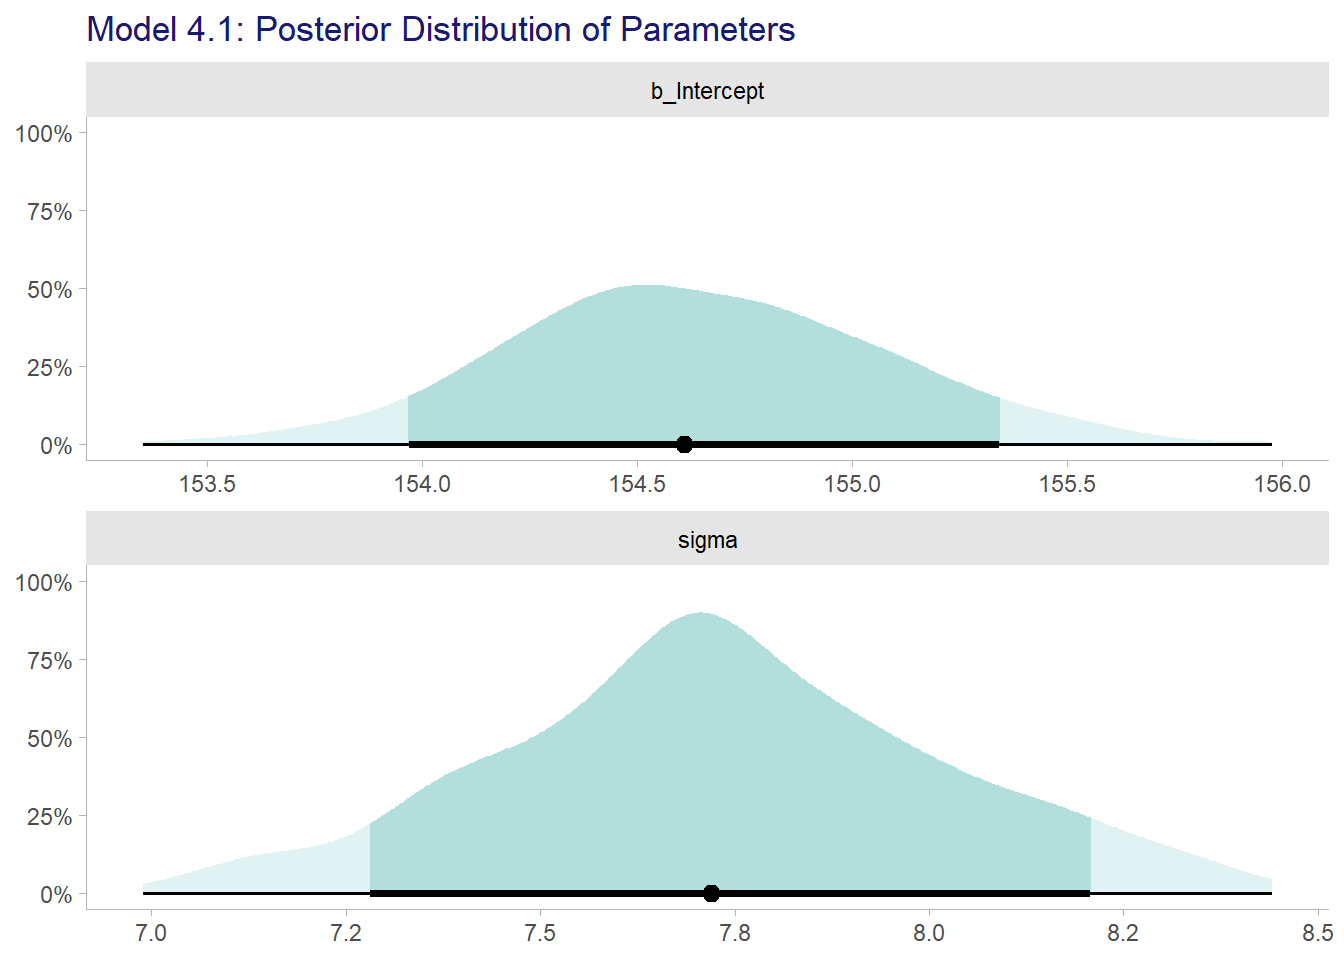 Model 4.1: Posterior Distribution of Parameters
b_Intercept
100%
75%
50%
25%
0%
153.5 154.0 154.5 155.0 155.5 156.0
sigma
100%
75%
50%
25%
0%
7.0 7.2 7.5 7.8 8.0 8.2 8.5